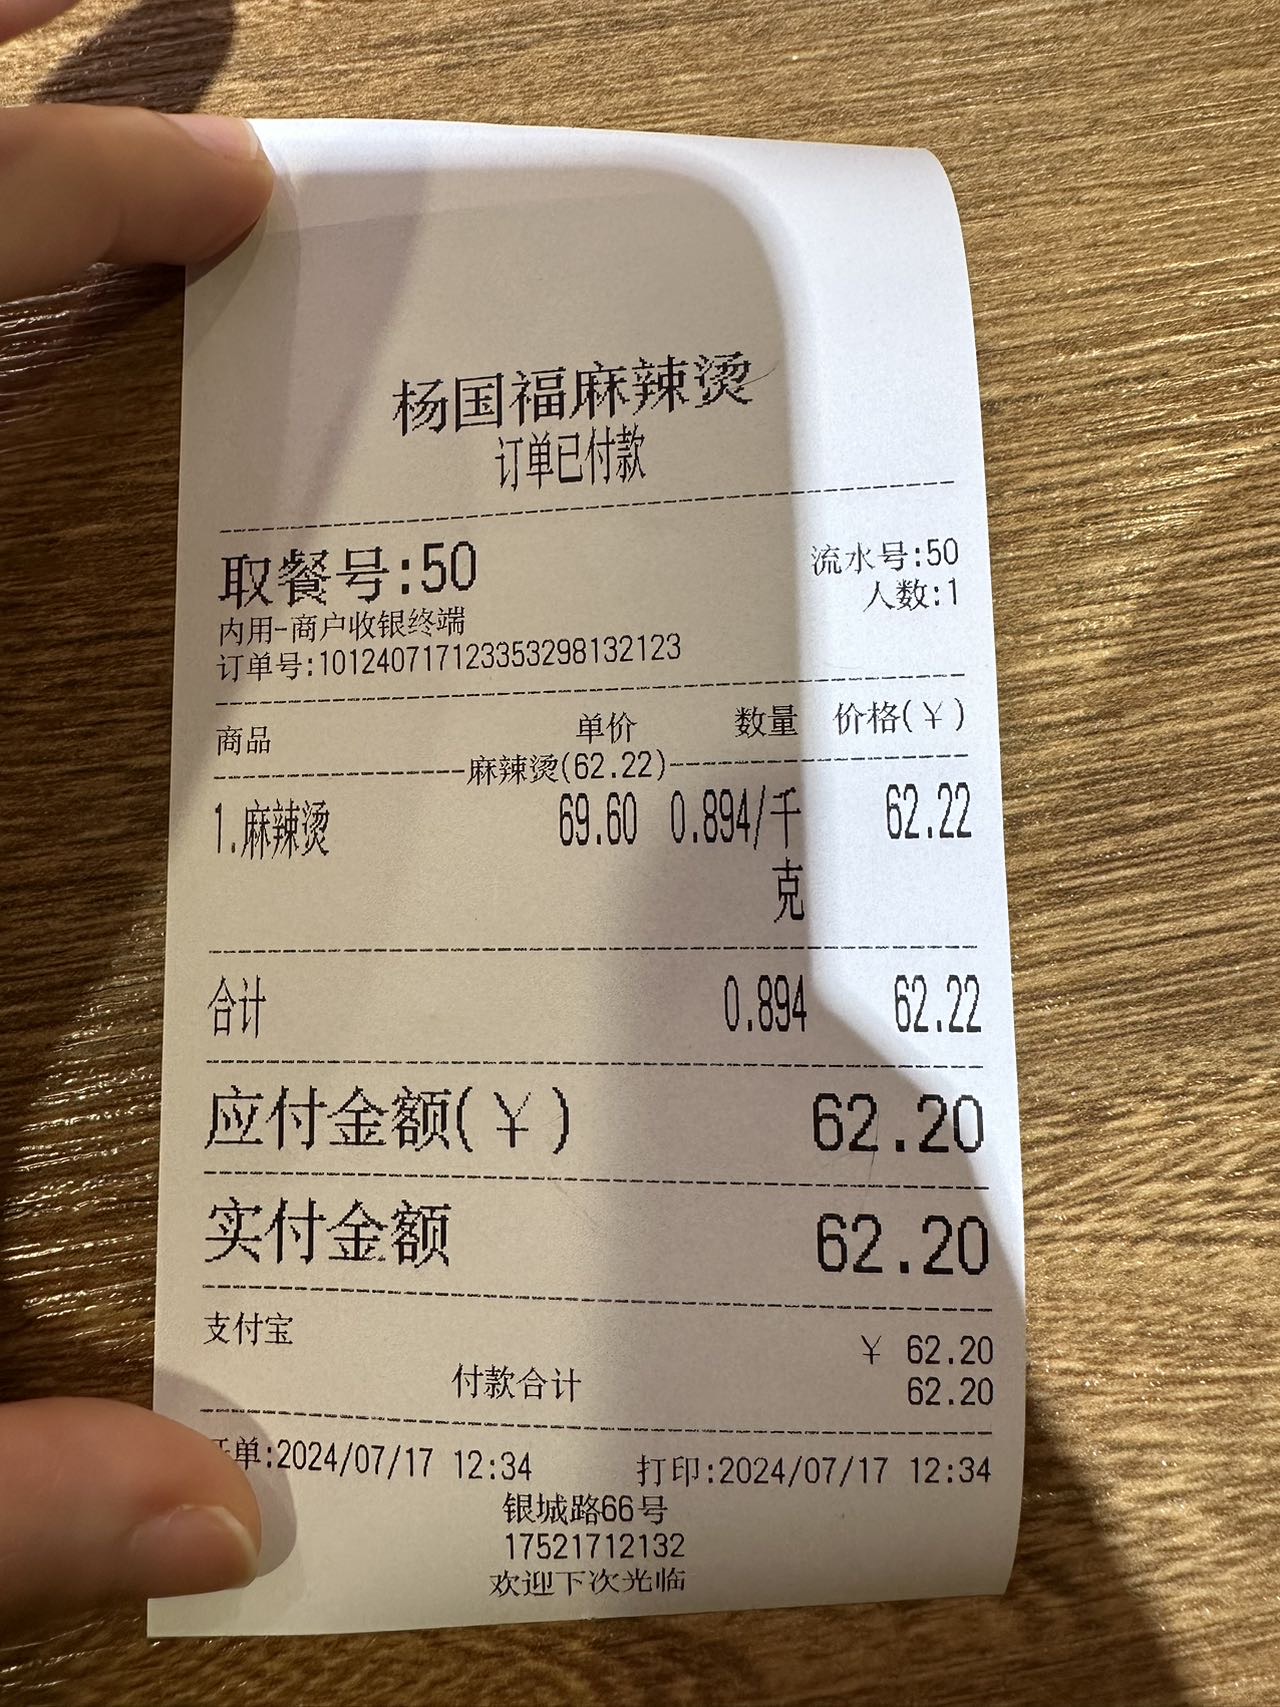 杨国福麻辣烫
订单已付款
取餐号:50
流水号:50
人数:1
内用-商户收银终端
订单号:101240717123353298132123
商品 单价 数量 价格(￥)
麻辣烫(62.22)
1.麻辣烫 69.60 0.894/千克 62.22
合计 0.894 62.22
应付金额(￥) 62.20
实付金额 62.20
支付宝 ￥ 62.20
付款合计 62.20
单:2024/07/17 12:34 打印:2024/07/17 12:34
银城路66号
17521712132
欢迎下次光临